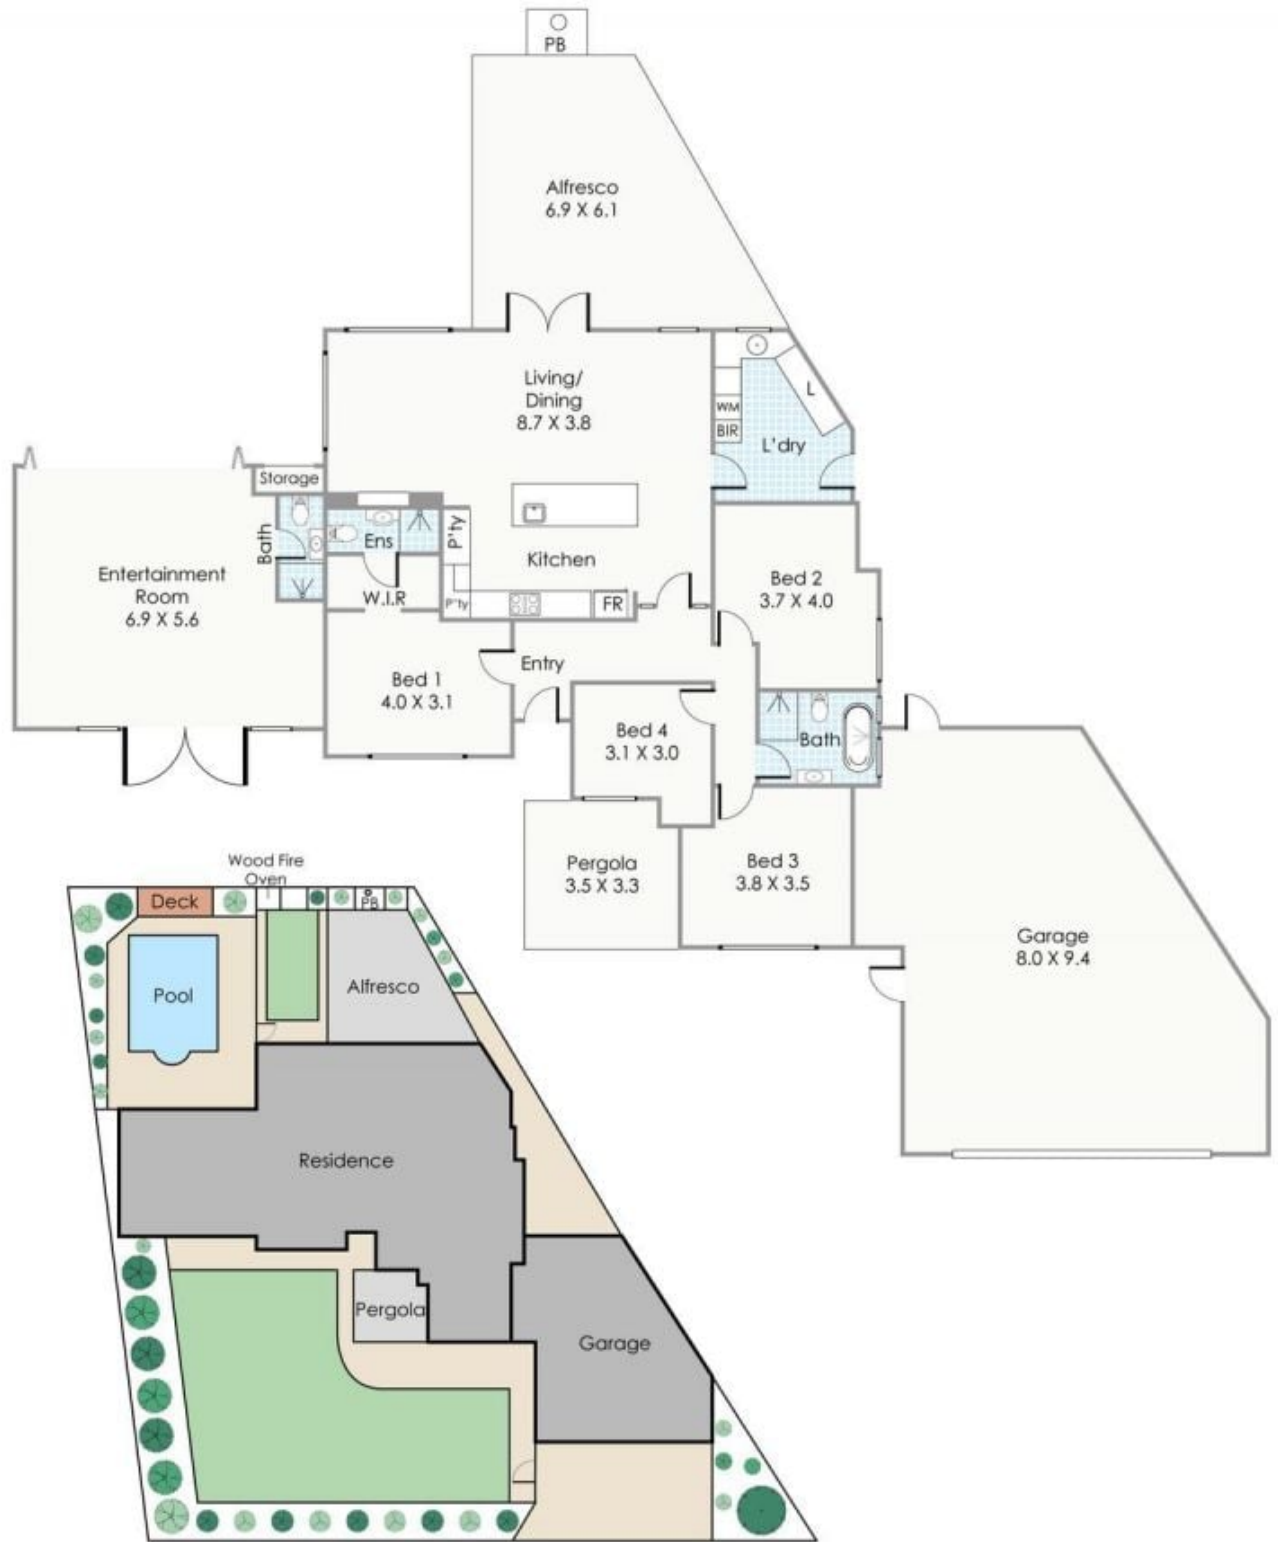 PB
Alfresco
6.9 X 6.1
Living/
Dining
8.7 X 3.8
L
WM
BIR
L'dry
Storage
Bath
Ens
P'ty
Kitchen
Entertainment
Room
6.9 X 5.6
W.I.R
P'ty
FR
Bed 2
3.7 X 4.0
Entry
Bed 1
4.0 X 3.1
Bed 4
3.1 X 3.0
Bath
Pergola
3.5 X 3.3
Bed 3
3.8 X 3.5
Garage
8.0 X 9.4
Wood Fire
Oven
Deck
PB
Pool
Alfresco
Residence
Pergola
Garage